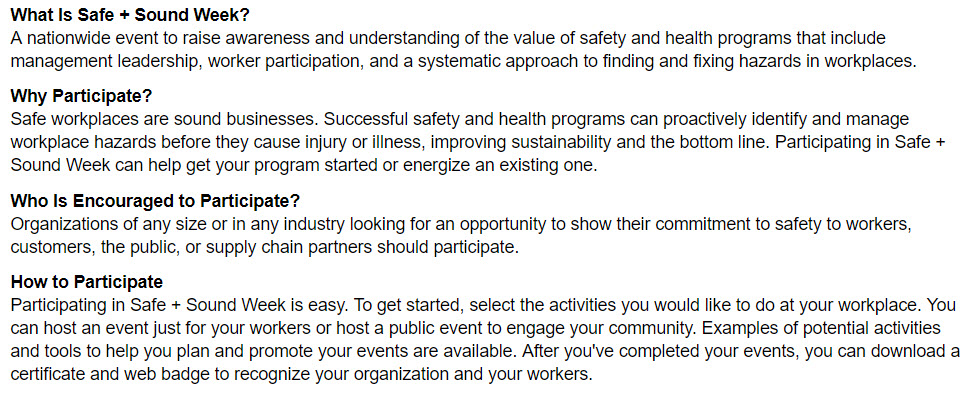 What Is Safe + Sound Week?
A nationwide event to raise awareness and understanding of the value of safety and health programs that include
management leadership, worker participation, and a systematic approach to finding and fixing hazards in workplaces.
Why Participate?
Safe workplaces are sound businesses. Successful safety and health programs can proactively identify and manage
workplace hazards before they cause injury or illness, improving sustainability and the bottom line. Participating in Safe +
Sound Week can help get your program started or energize an existing one.
Who Is Encouraged to Participate?
Organizations of any size or in any industry looking for an opportunity to show their commitment to safety to workers,
customers, the public, or supply chain partners should participate.
How to Participate
Participating in Safe + Sound Week is easy. To get started, select the activities you would like to do at your workplace. You
can host an event just for your workers or host a public event to engage your community. Examples of potential activities
and tools to help you plan and promote your events are available. After you've completed your events, you can download a
certificate and web badge to recognize your organization and your workers.